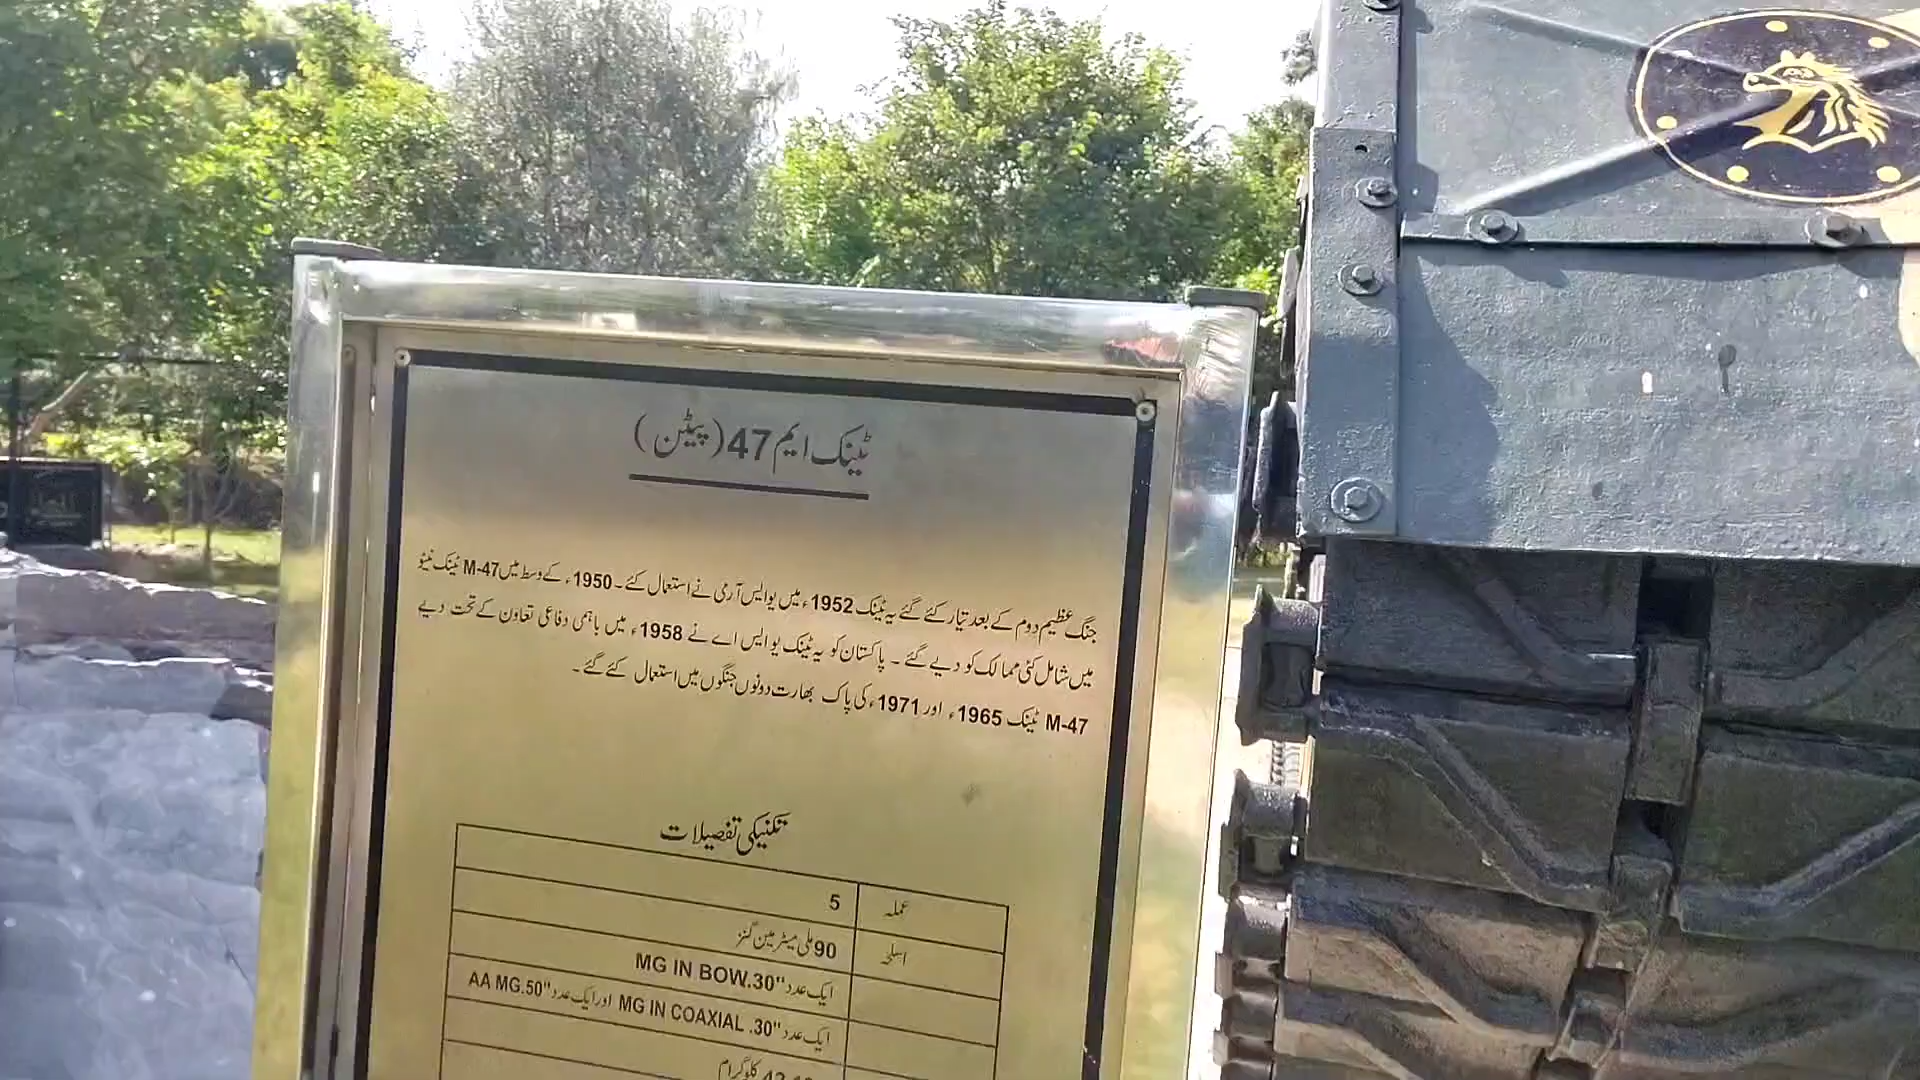 ٹینک ایم 47 (پیٹن)
جنگ عظیم دوم کے بعد تیار کئے گئے یہ ٹینک 1952ء میں یو ایس آرمی نے استعمال کئے۔ 1950ء کے وسط میں M-47 ٹینک نیٹو
میں شامل کئی ممالک کو دیے گئے ۔ پاکستان کو یہ ٹینک یو ایس اے نے 1958ء میں باہمی دفاعی تعاون کے تحت دیے
M-47 ٹینک 1965ء اور 1971ء کی پاک بھارت دونوں جنگوں میں استعمال کئے گئے ۔
تکنیکی تفصیلات
عملہ 5
اسلحہ 90 ملی میٹر مین گنز
ایک عدد "30.MG IN BOW
ایک عدد "30. MG IN COAXIAL اور ایک عدد "50.AA MG
کلوگرام